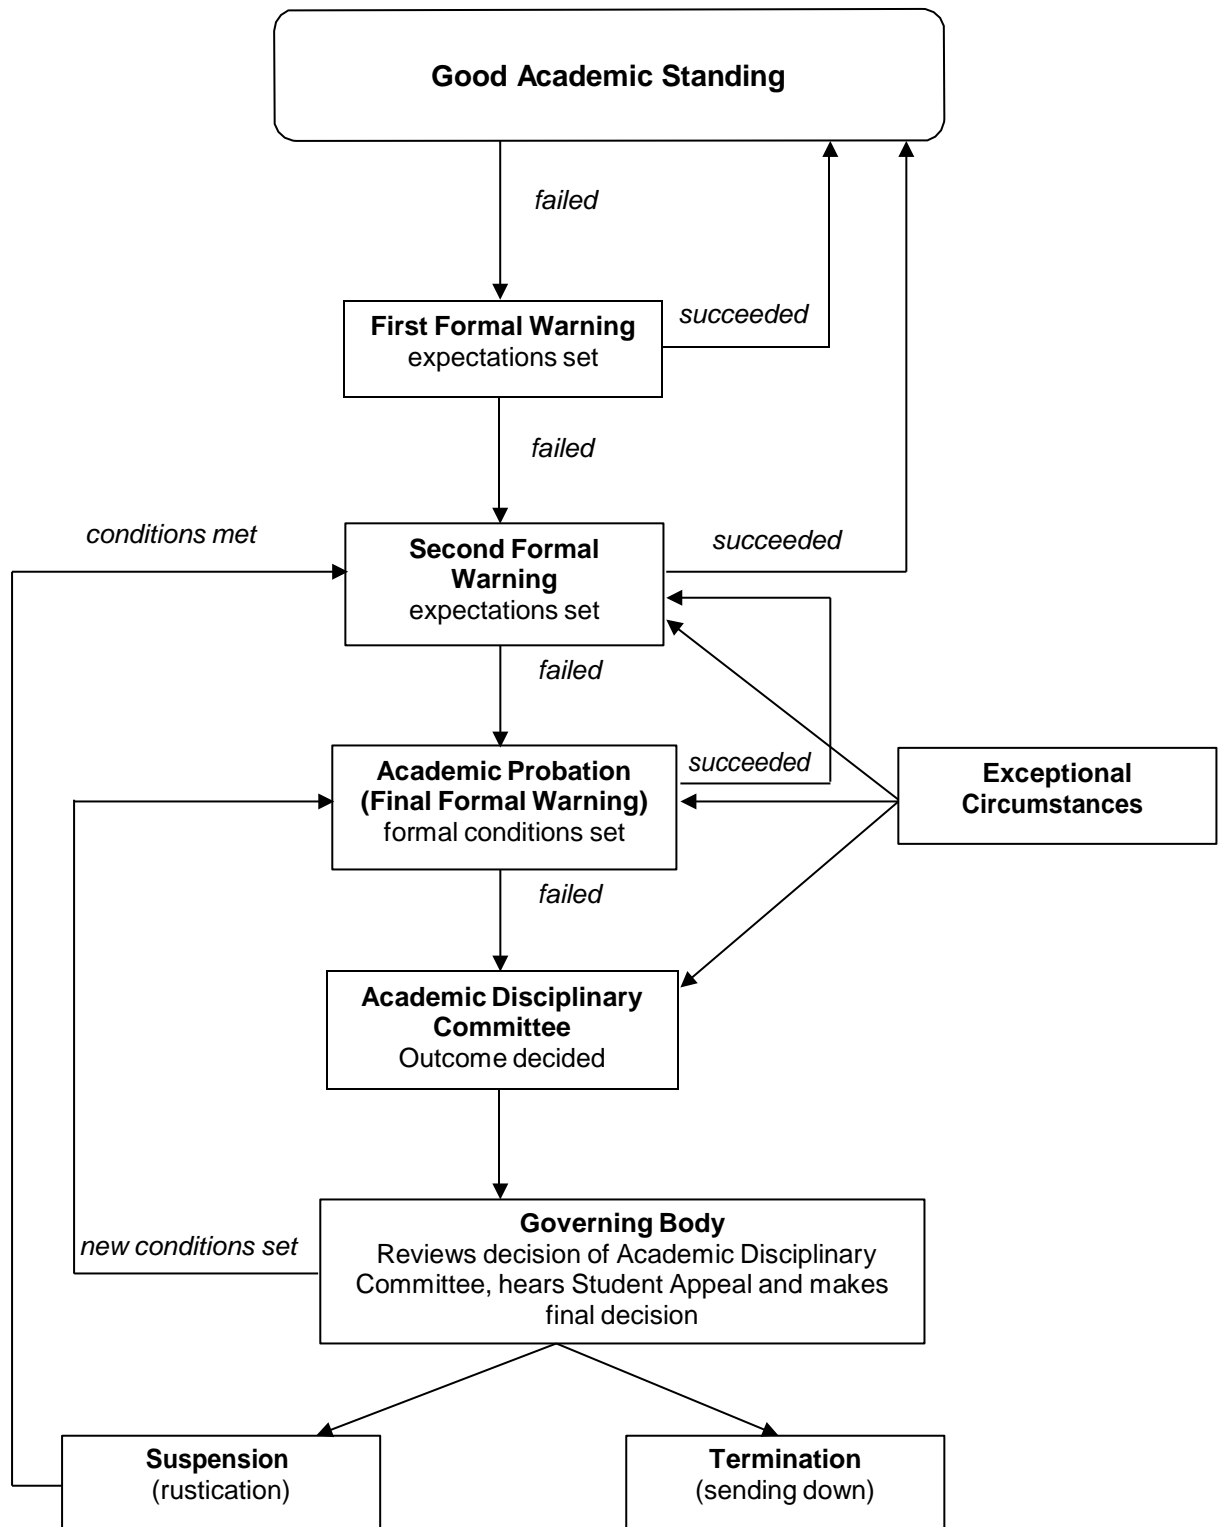 Good Academic Standing
failed
First Formal Warning
expectations set
succeeded
failed
conditions met
Second Formal
Warning
expectations set
succeeded
failed
Academic Probation
(Final Formal Warning)
formal conditions set
succeeded
Exceptional
Circumstances
failed
Academic Disciplinary
Committee
Outcome decided
new conditions set
Governing Body
Reviews decision of Academic Disciplinary
Committee, hears Student Appeal and makes
final decision
Suspension
(rustication)
Termination
(sending down)